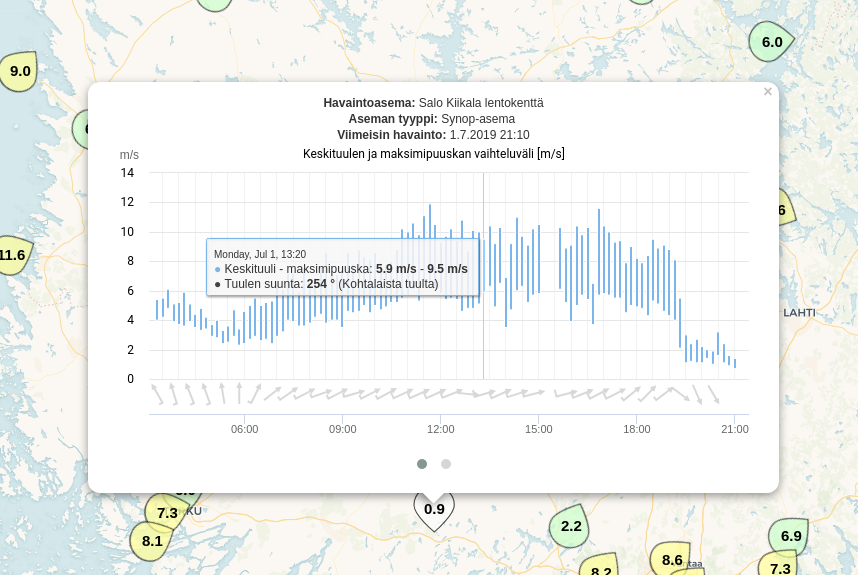 6.0
9.0
×
Havaintoasema: Salo Kiikala lentokenttä
Aseman tyyppi: Synop-asema
Viimeisin havainto: 1.7.2019 21:10
m/s
Keskituulen ja maksimipuuskan vaihteluväli [m/s]
14
12
10
8
6
4
2
0
Monday, Jul 1, 13:20
● Keskituuli - maksimipuuska: 5.9 m/s - 9.5 m/s
● Tuulen suunta: 254 ° (Kohtalaista tuulta)
06:00 09:00 12:00 15:00 18:00 21:00
11.6
6
LAHTI
KU
7.3
8.1
0.9
2.2
6.9
8.6
taa
8.2
7.3